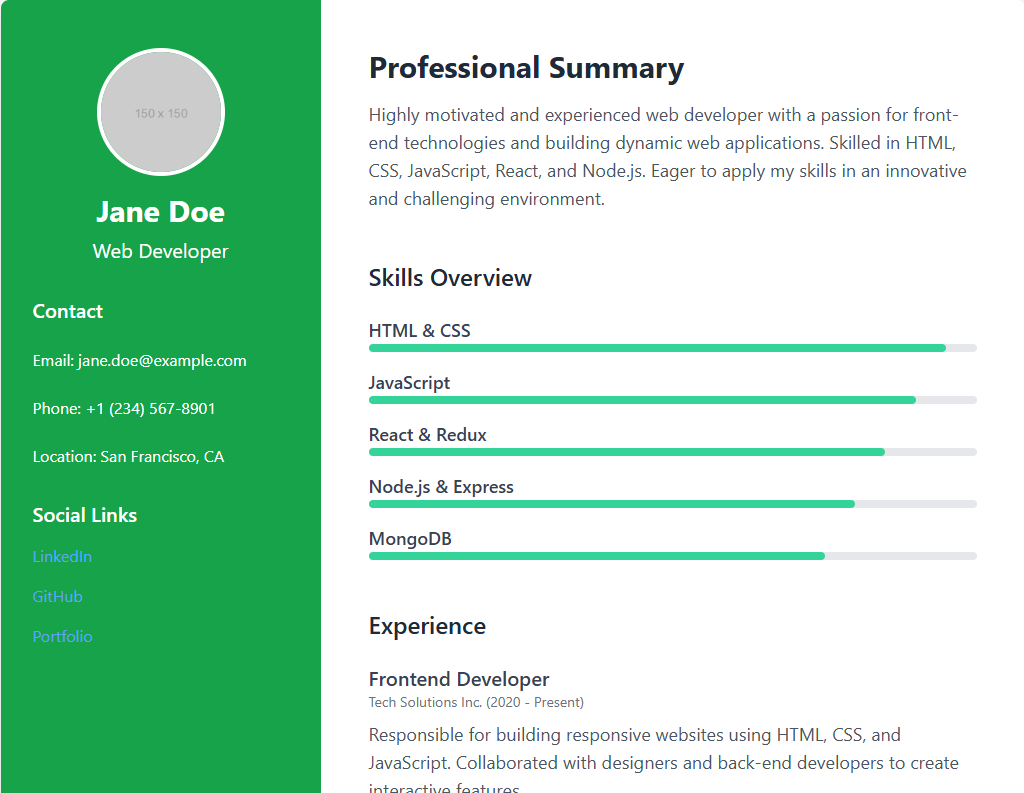 150 x 150
Jane Doe
Web Developer
Contact
Email: jane.doe@example.com
Phone: +1 (234) 567-8901
Location: San Francisco, CA
Social Links
LinkedIn
GitHub
Portfolio
Professional Summary
Highly motivated and experienced web developer with a passion for front-
end technologies and building dynamic web applications. Skilled in HTML,
CSS, JavaScript, React, and Node.js. Eager to apply my skills in an innovative
and challenging environment.
Skills Overview
HTML & CSS
JavaScript
React & Redux
Node.js & Express
MongoDB
Experience
Frontend Developer
Tech Solutions Inc. (2020 - Present)
Responsible for building responsive websites using HTML, CSS, and
JavaScript. Collaborated with designers and back-end developers to create
interactive features.